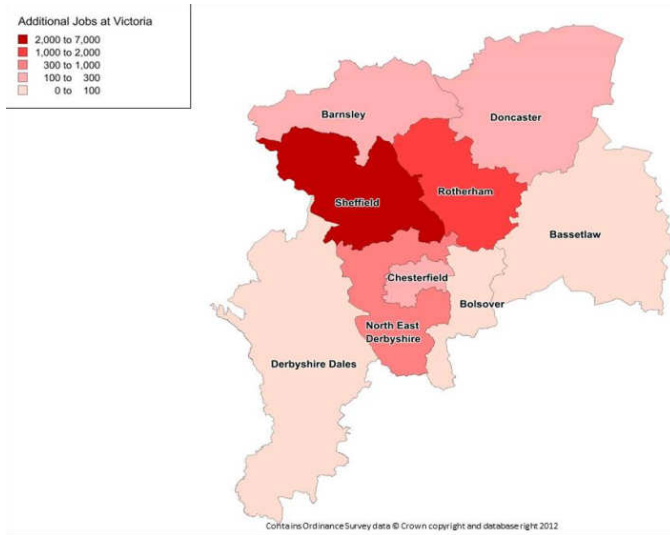 Additional Jobs at Victoria
2,000 to 7,000
1,000 to 2,000
300 to 1,000
100 to 300
0 to 100
Barnsley
Doncaster
Sheffield
Rotherham
Bassetlaw
Chesterfield
Bolsover
North East
Derbyshire
Derbyshire Dales
Contains Ordinance Survey data © Crown copyright and database right 2012